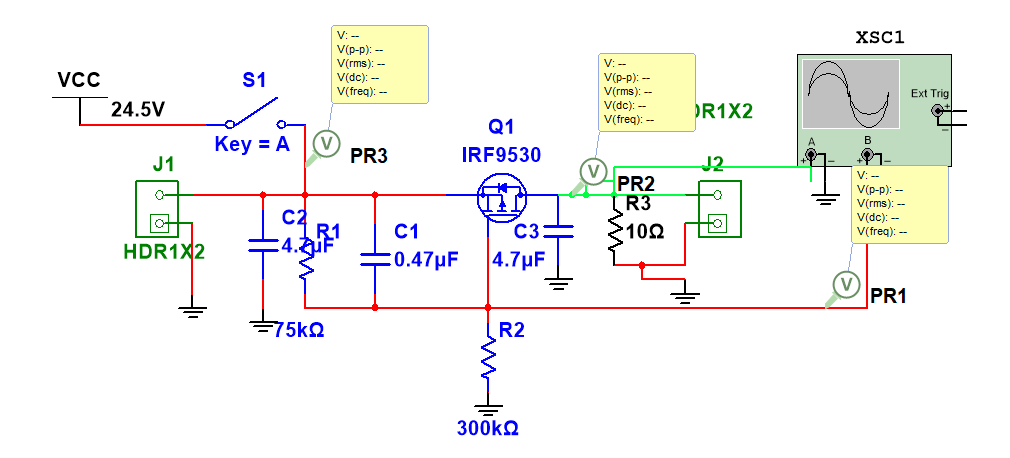 XSC1
V: --
V(p-p): --
V(rms): --
V(dc): --
V(freq): --
V: --
V(p-p): --
V(rms): --
V(dc): --
V(freq): --
VCC
S1
24.5V
Key = A
Ext Trig
+
−
DR1X2
Q1
IRF9530
A
B
+
−
+
−
V
PR3
V
PR2
J1
J2
V: --
V(p-p): --
V(rms): --
V(dc): --
V(freq): --
R3
10Ω
C2
4.7µF
R1
C1
0.47µF
C3
4.7µF
HDR1X2
V
PR1
75kΩ
R2
300kΩ